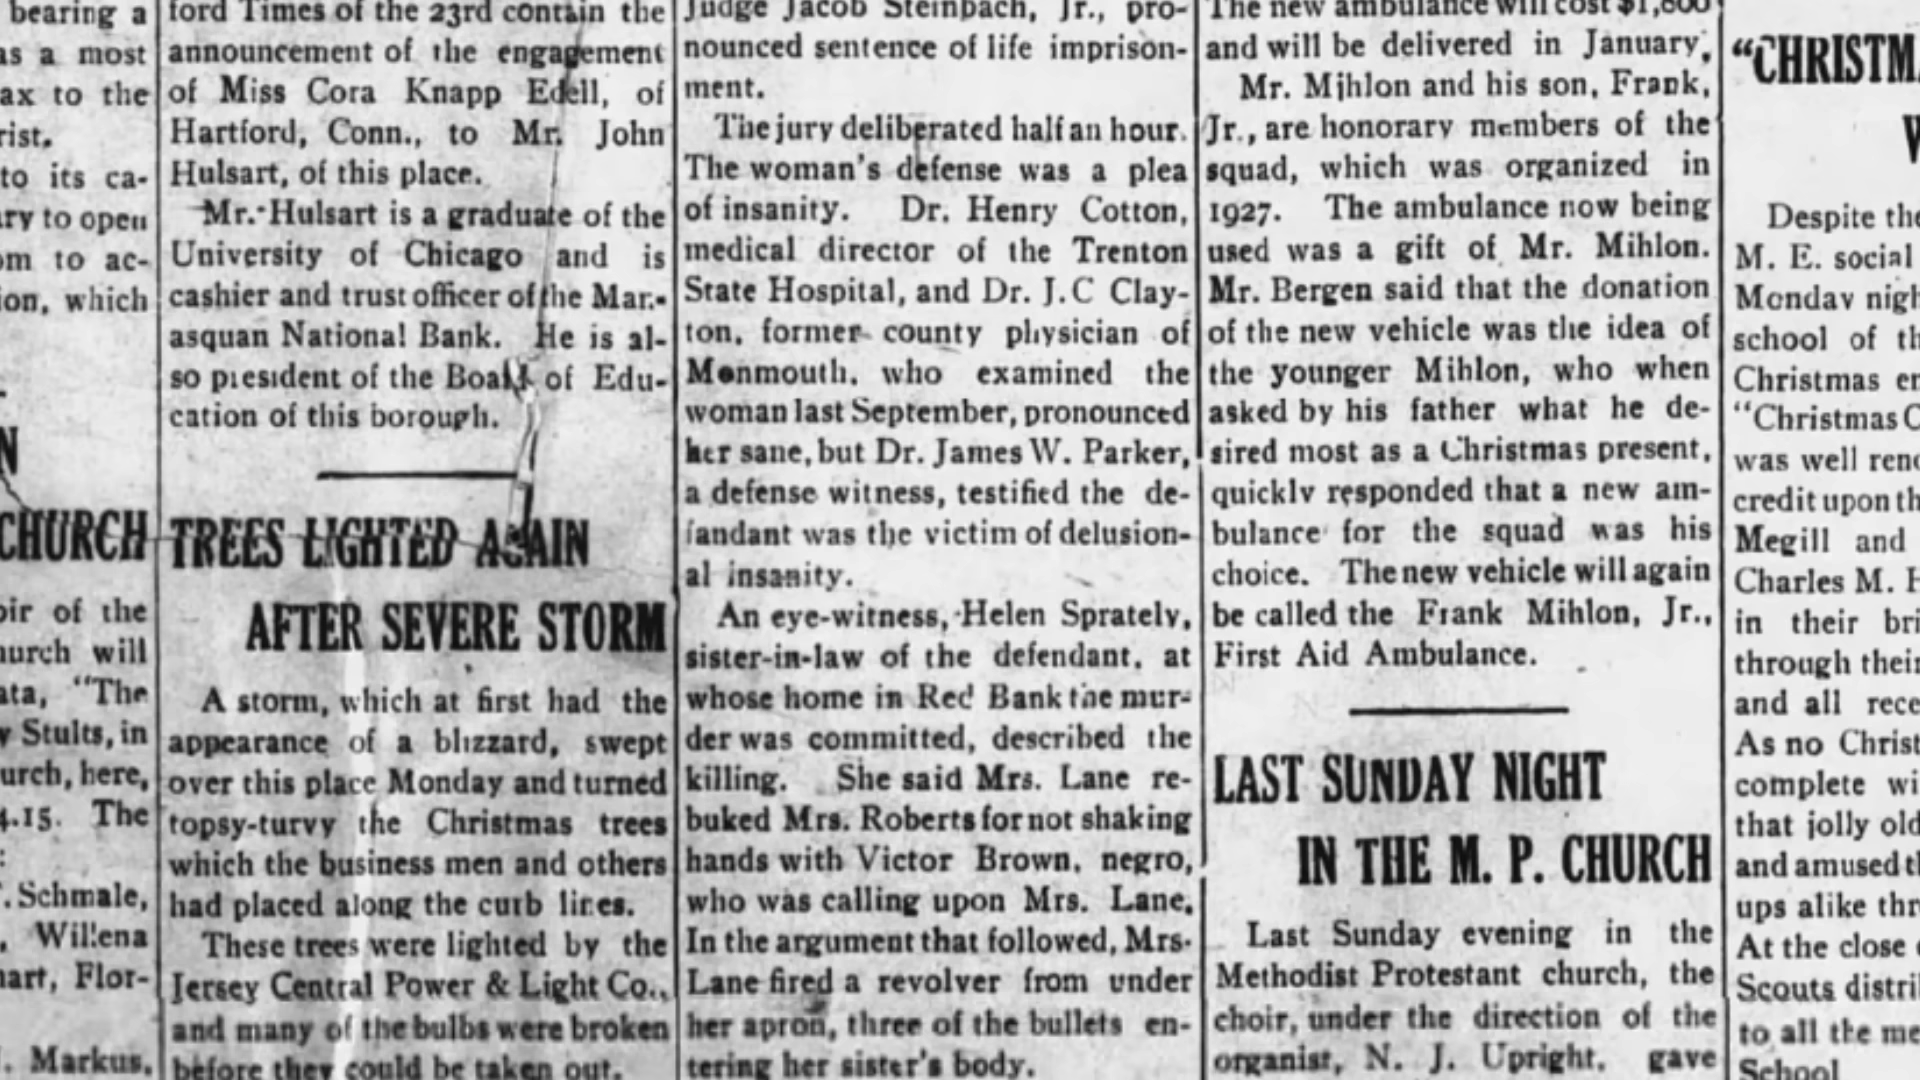 bearing a
as a most
ax to the
rist.
to its ca-
ary to open
om to ac-
ion, which
N
CHURCH
oir of the
hurch will
ata, "The
Stults, in
urch, here,
4.15. The
Schmale,
Willena
hart, Flor-
Markus,
ford Times of the 23rd contain the
announcement of the engagement
of Miss Cora Knapp Edell, of
Hartford, Conn., to Mr. John
Hulsart, of this place.
Mr. Hulsart is a graduate of the
University of Chicago and is
cashier and trust officer of the Man-
asquan National Bank. He is al-
so president of the Board of Edu-
cation of this borough.
TREES LIGHTED AGAIN
AFTER SEVERE STORM
A storm, which at first had the
appearance of a blizzard, swept
over this place Monday and turned
topsy-turvy the Christmas trees
which the business men and others
had placed along the curb lines.
These trees were lighted by the
Jersey Central Power & Light Co.,
and many of the bulbs were broken
before they could be taken out.
Judge Jacob Steinbach, Jr., pro-
nounced sentence of life imprison-
ment.
The jury deliberated half an hour.
The woman's defense was a plea
of insanity. Dr. Henry Cotton,
medical director of the Trenton
State Hospital, and Dr. J.C Clay-
ton, former county physician of
Monmouth, who examined the
woman last September, pronounced
her sane, but Dr. James W. Parker,
a defense witness, testified the de-
fandant was the victim of delusion-
al insanity.
An eye-witness, Helen Sprately,
sister-in-law of the defendant, at
whose home in Red Bank the mur-
der was committed, described the
killing. She said Mrs. Lane re-
buked Mrs. Roberts for not shaking
hands with Victor Brown, negro,
who was calling upon Mrs. Lane.
In the argument that followed, Mrs.
Lane fired a revolver from under
her apron, three of the bullets en-
tering her sister's body.
The new ambulance will cost $1,800
and will be delivered in January.
Mr. Mihlon and his son, Frank,
Jr., are honorary members of the
squad, which was organized in
1927. The ambulance now being
used was a gift of Mr. Mihlon.
Mr. Bergen said that the donation
of the new vehicle was the idea of
the younger Mihlon, who when
asked by his father what he de-
sired most as a Christmas present,
quickly responded that a new am-
bulance for the squad was his
choice. The new vehicle will again
be called the Frank Mihlon, Jr.,
First Aid Ambulance.
LAST SUNDAY NIGHT
IN THE M. P. CHURCH
Last Sunday evening in the
Methodist Protestant church, the
choir, under the direction of the
organist, N. J. Upright, gave
"CHRISTMA
W
Despite the
M. E. social
Monday nigh
school of th
Christmas en
"Christmas C
was well rend
credit upon th
Megill and
Charles M. H
in their bri
through their
and all rece
As no Christ
complete wi
that jolly old
and amused th
ups alike thr
At the close
Scouts distri
to all the me
School